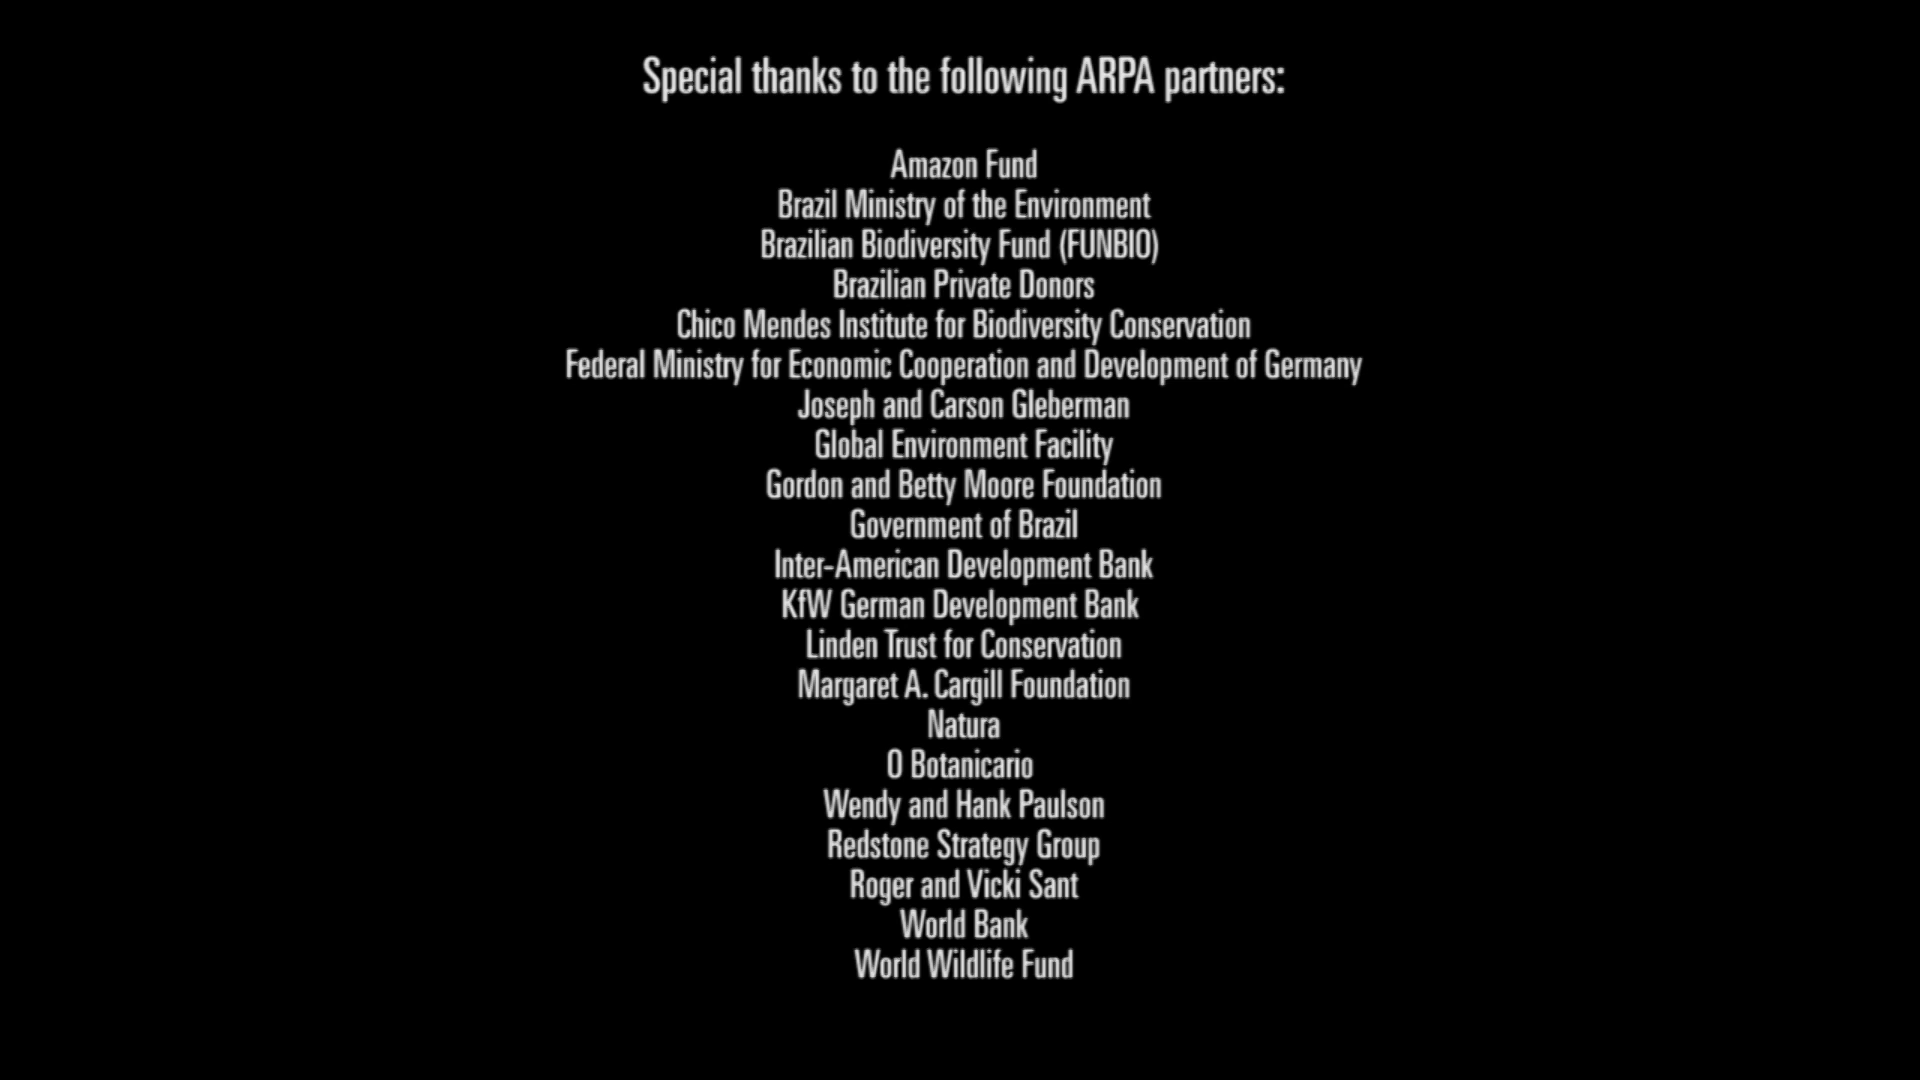 Special thanks to the following ARPA partners:
Amazon Fund
Brazil Ministry of the Environment
Brazilian Biodiversity Fund (FUNBIO)
Brazilian Private Donors
Chico Mendes Institute for Biodiversity Conservation
Federal Ministry for Economic Cooperation and Development of Germany
Joseph and Carson Gleberman
Global Environment Facility
Gordon and Betty Moore Foundation
Government of Brazil
Inter-American Development Bank
KfW German Development Bank
Linden Trust for Conservation
Margaret A. Cargill Foundation
Natura
O Botanicario
Wendy and Hank Paulson
Redstone Strategy Group
Roger and Vicki Sant
World Bank
World Wildlife Fund